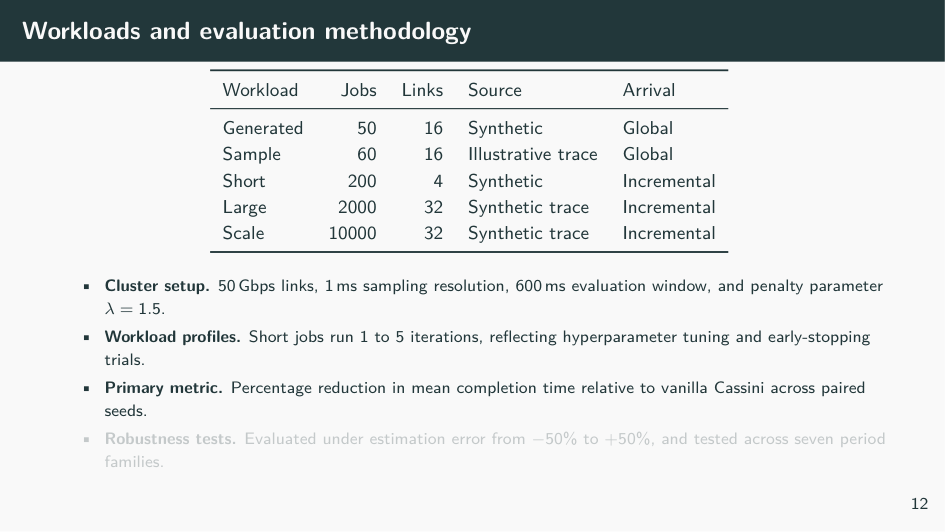 Workloads and evaluation methodology
Workload Jobs Links Source Arrival
Generated 50 16 Synthetic Global
Sample 60 16 Illustrative trace Global
Short 200 4 Synthetic Incremental
Large 2000 32 Synthetic trace Incremental
Scale 10000 32 Synthetic trace Incremental
▪ Cluster setup. 50 Gbps links, 1 ms sampling resolution, 600 ms evaluation window, and penalty parameter
λ = 1.5.
▪ Workload profiles. Short jobs run 1 to 5 iterations, reflecting hyperparameter tuning and early-stopping
trials.
▪ Primary metric. Percentage reduction in mean completion time relative to vanilla Cassini across paired
seeds.
▪ Robustness tests. Evaluated under estimation error from −50% to +50%, and tested across seven period
families.
12